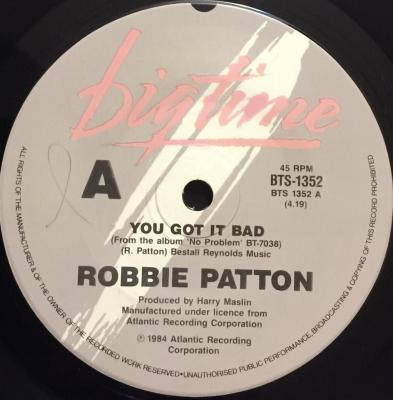 bigtime
A
45 RPM
BTS-1352
BTS 1352 A
(4.19)
YOU GOT IT BAD
(From the album 'No Problem' BT-7038)
(R. Patton) Bestall Reynolds Music
ROBBIE PATTON
Produced by Harry Maslin
Manufactured under licence from
Atlantic Recording Corporation
℗ 1984 Atlantic Recording
Corporation
ALL RIGHTS OF THE MANUFACTURER & OF THE OWNER OF THE RECORDED WORK RESERVED•UNAUTHORISED PUBLIC PERFORMANCE, BROADCASTING & COPYING OF THIS RECORD PROHIBITED